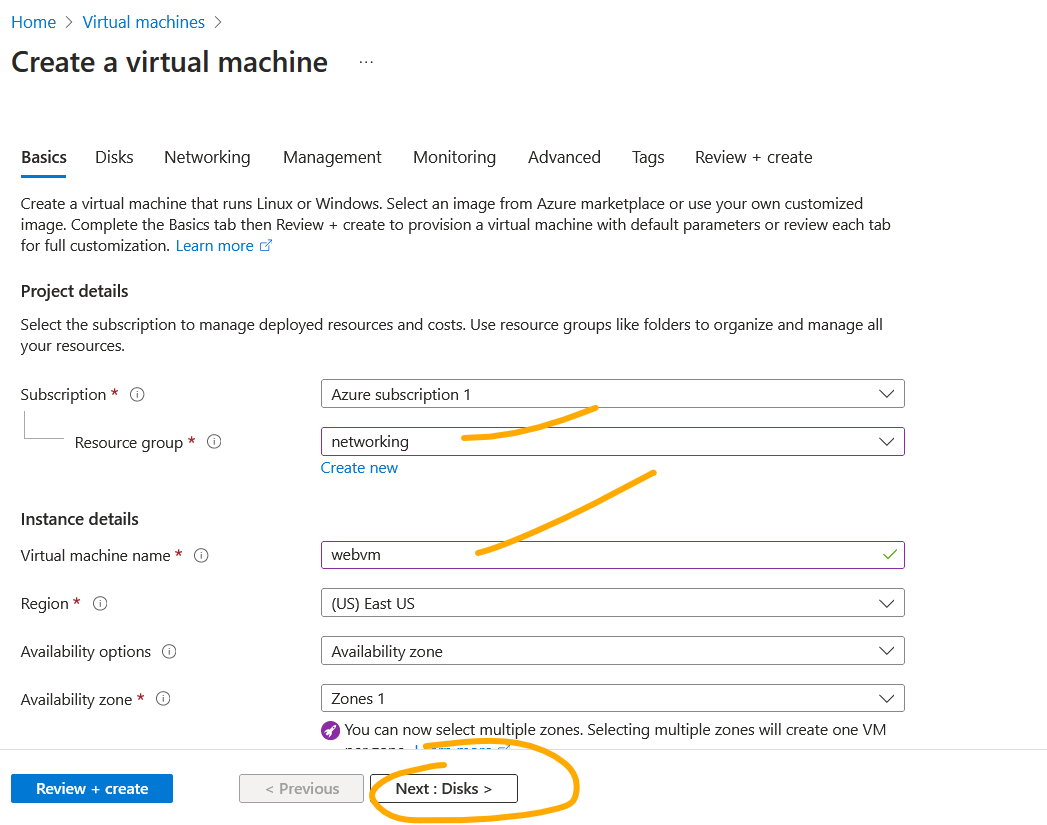 Home > Virtual machines >
Create a virtual machine ...
Basics Disks Networking Management Monitoring Advanced Tags Review + create
Create a virtual machine that runs Linux or Windows. Select an image from Azure marketplace or use your own customized
image. Complete the Basics tab then Review + create to provision a virtual machine with default parameters or review each tab
for full customization. Learn more
Project details
Select the subscription to manage deployed resources and costs. Use resource groups like folders to organize and manage all
your resources.
Subscription * Azure subscription 1
Resource group * networking
Create new
Instance details
Virtual machine name * webvm
Region * (US) East US
Availability options Availability zone
Availability zone * Zones 1
You can now select multiple zones. Selecting multiple zones will create one VM
per zone. Learn more
Review + create < Previous Next : Disks >